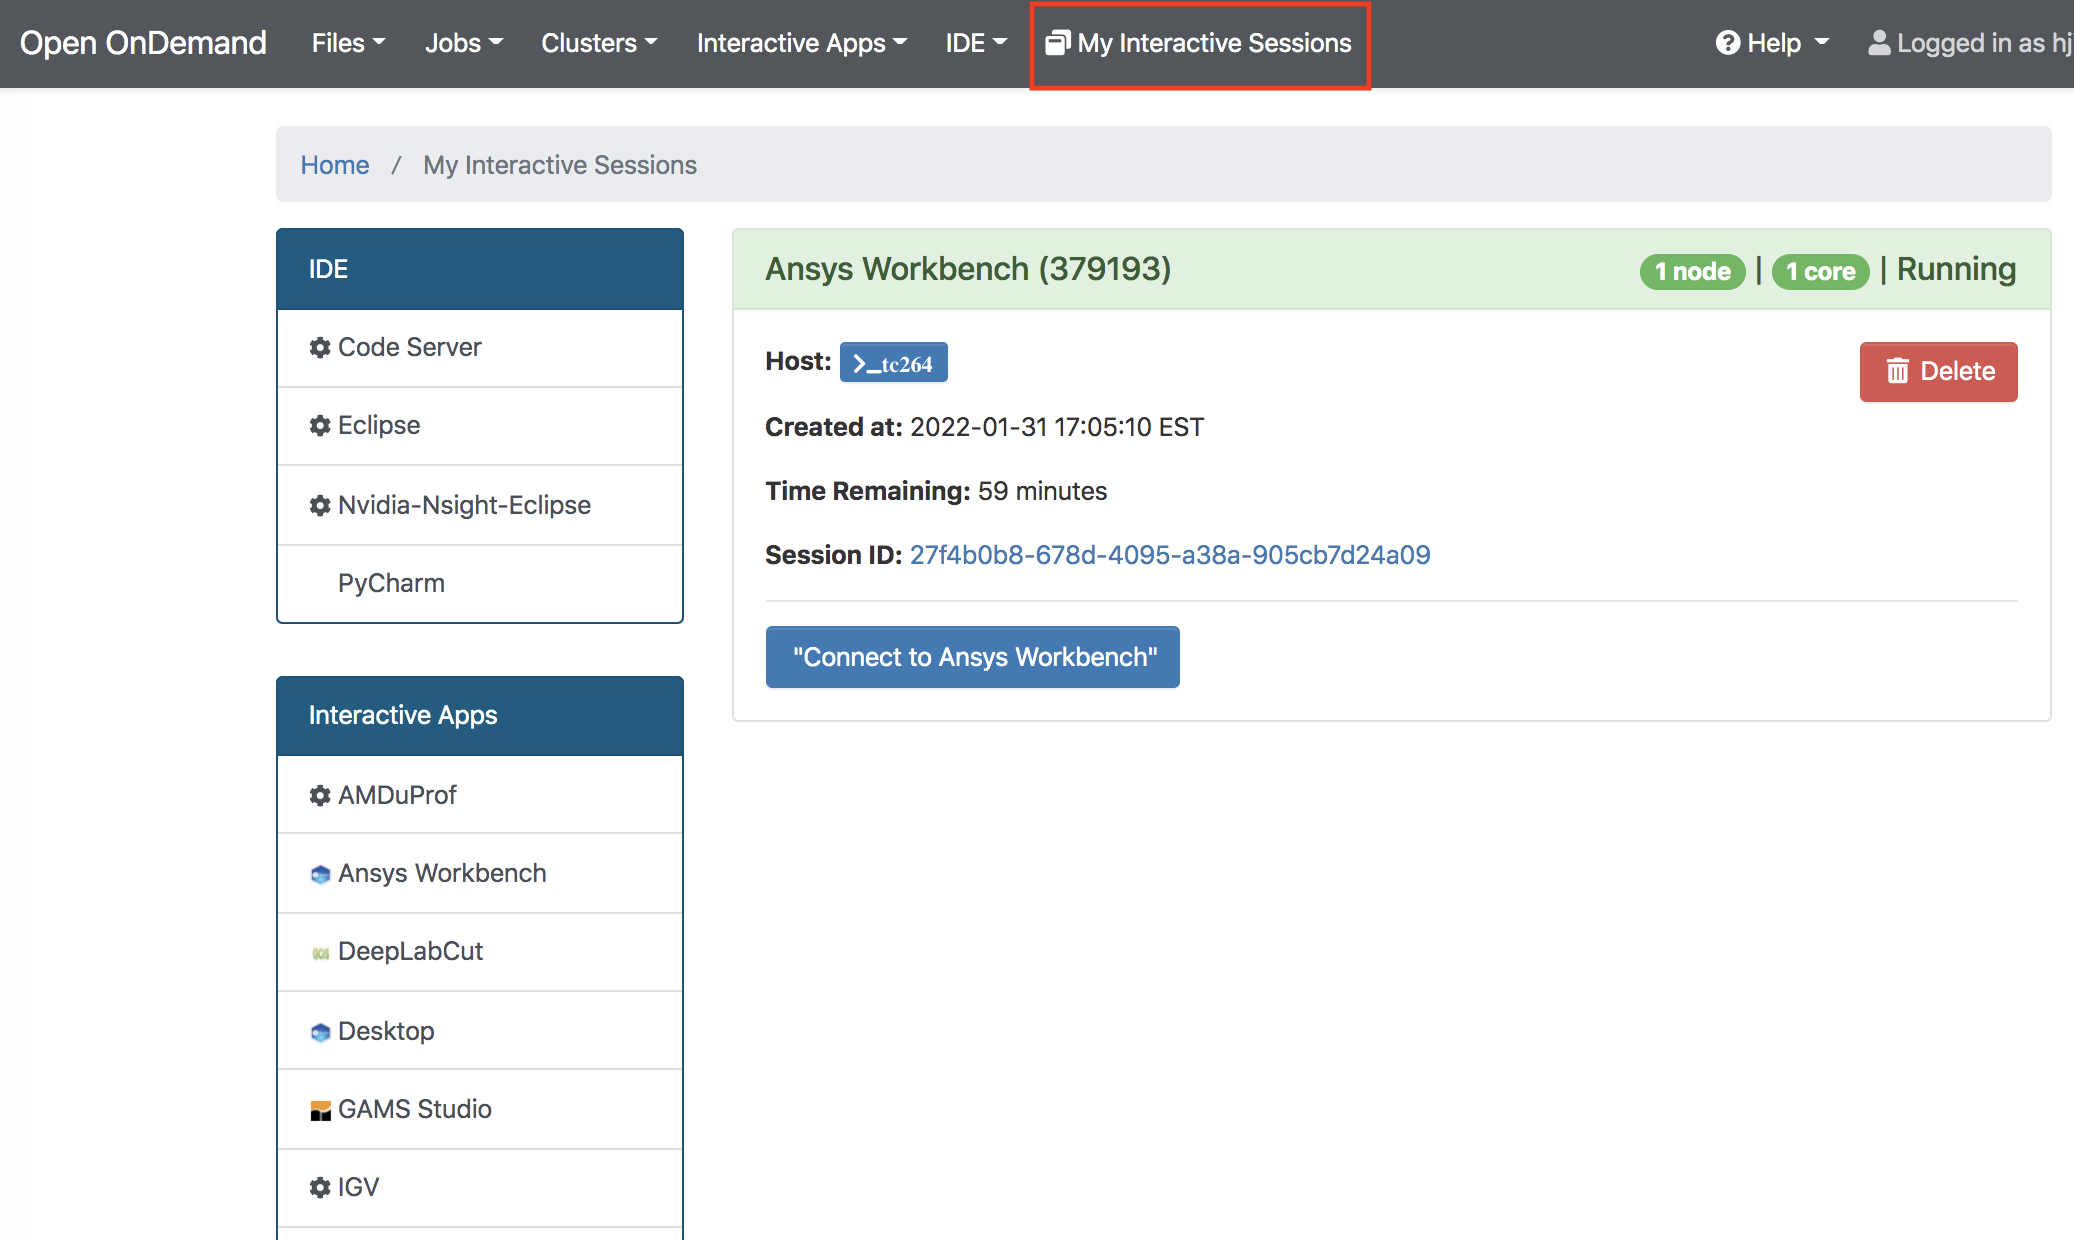 Open OnDemand Files Jobs Clusters Interactive Apps IDE My Interactive Sessions Help Logged in as hj
Home / My Interactive Sessions
IDE
Code Server
Eclipse
Nvidia-Nsight-Eclipse
PyCharm
Interactive Apps
AMDuProf
Ansys Workbench
DeepLabCut
Desktop
GAMS Studio
IGV
Ansys Workbench (379193) 1 node | 1 core | Running
Host: >_tc264
Delete
Created at: 2022-01-31 17:05:10 EST
Time Remaining: 59 minutes
Session ID: 27f4b0b8-678d-4095-a38a-905cb7d24a09
"Connect to Ansys Workbench"